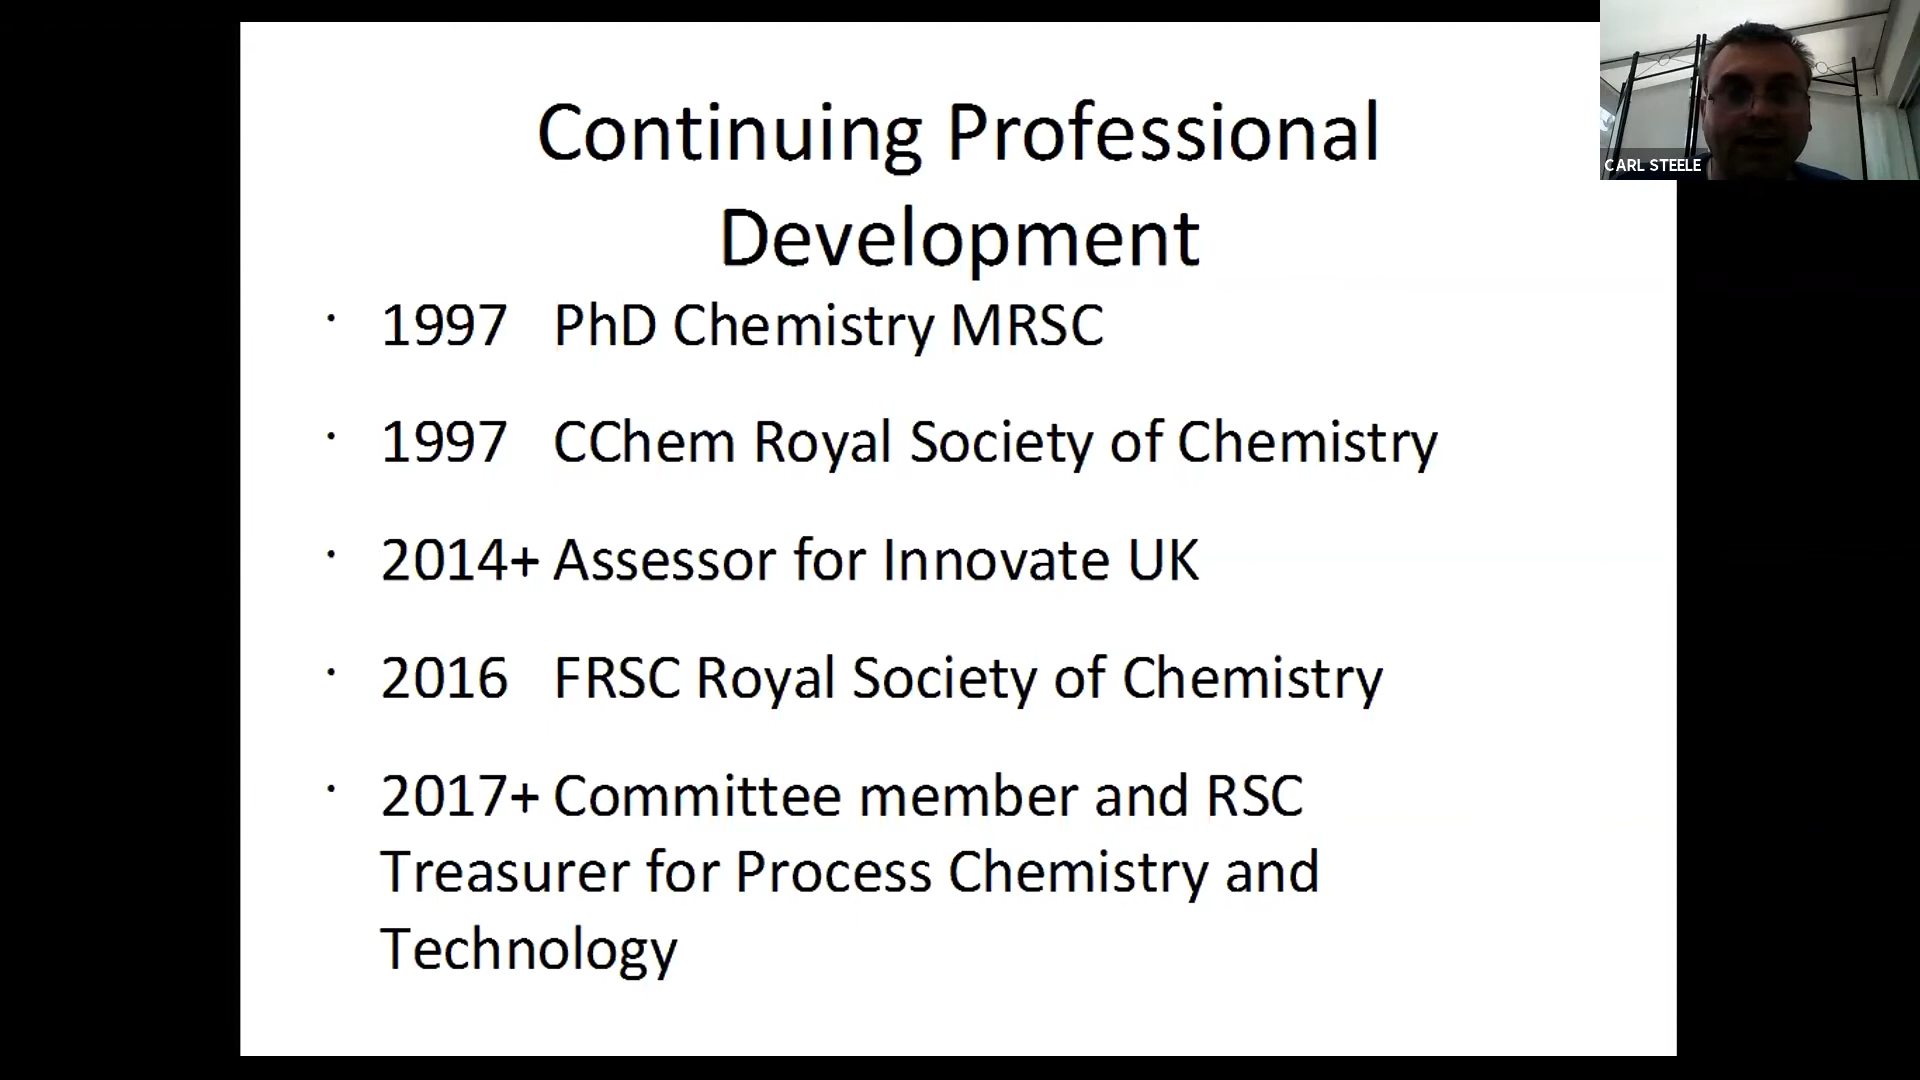 Continuing Professional
Development
• 1997 PhD Chemistry MRSC
• 1997 CChem Royal Society of Chemistry
• 2014+ Assessor for Innovate UK
• 2016 FRSC Royal Society of Chemistry
• 2017+ Committee member and RSC
Treasurer for Process Chemistry and
Technology
CARL STEELE